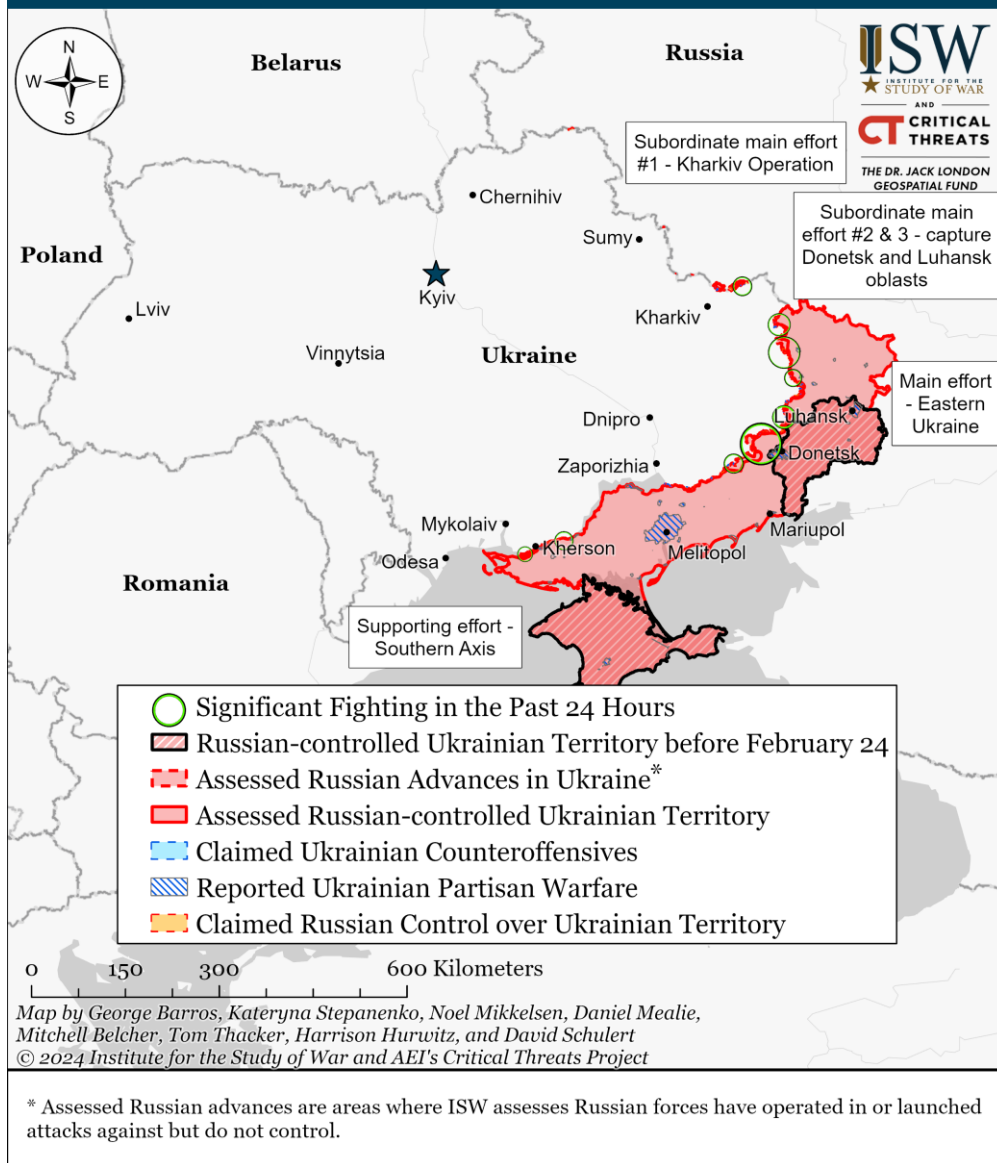 N
W
E
S
Belarus
Russia
ISW
INSTITUTE FOR THE
STUDY OF WAR
AND
CT CRITICAL
THREATS
THE DR. JACK LONDON
GEOSPATIAL FUND
Subordinate main effort
#1 - Kharkiv Operation
Subordinate main
effort #2 & 3 - capture
Donetsk and Luhansk
oblasts
Chernihiv
Sumy
Poland
Kyiv
Lviv
Kharkiv
Vinnytsia
Ukraine
Main effort
- Eastern
Ukraine
Dnipro
Luhansk
Donetsk
Zaporizhia
Mykolaiv
Mariupol
Kherson
Melitopol
Odesa
Romania
Supporting effort -
Southern Axis
Significant Fighting in the Past 24 Hours
Russian-controlled Ukrainian Territory before February 24
Assessed Russian Advances in Ukraine*
Assessed Russian-controlled Ukrainian Territory
Claimed Ukrainian Counteroffensives
Reported Ukrainian Partisan Warfare
Claimed Russian Control over Ukrainian Territory
0 150 300 600 Kilometers
Map by George Barros, Kateryna Stepanenko, Noel Mikkelsen, Daniel Mealie,
Mitchell Belcher, Tom Thacker, Harrison Hurwitz, and David Schulert
© 2024 Institute for the Study of War and AEI's Critical Threats Project
* Assessed Russian advances are areas where ISW assesses Russian forces have operated in or launched
attacks against but do not control.